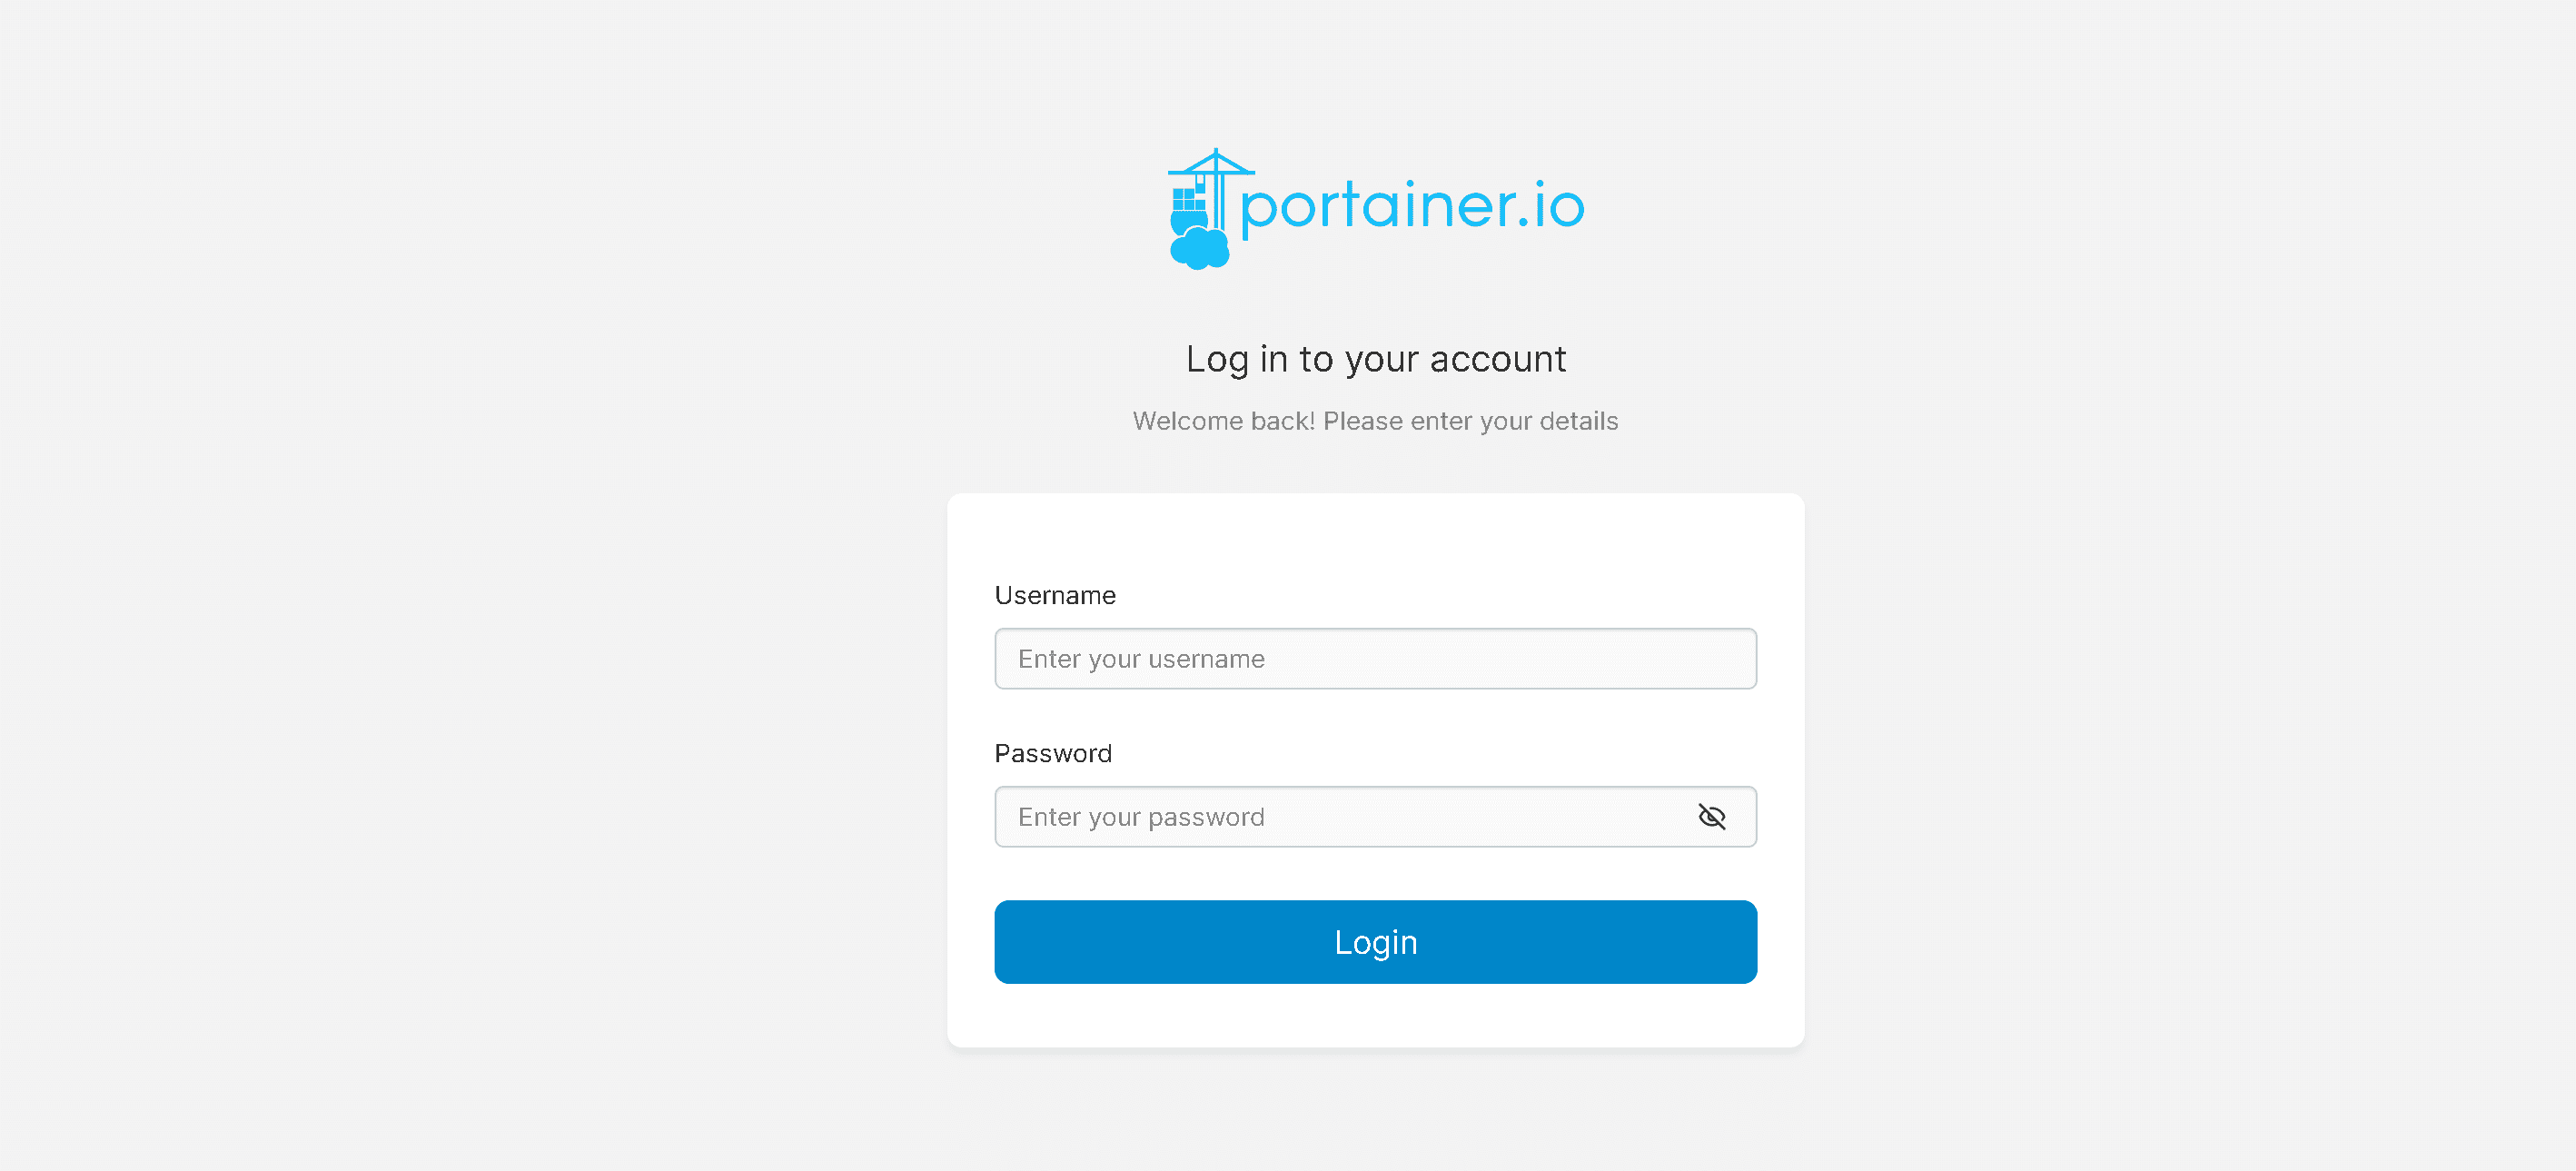 portainer.io
Log in to your account
Welcome back! Please enter your details
Username
Enter your username
Password
Enter your password
Login